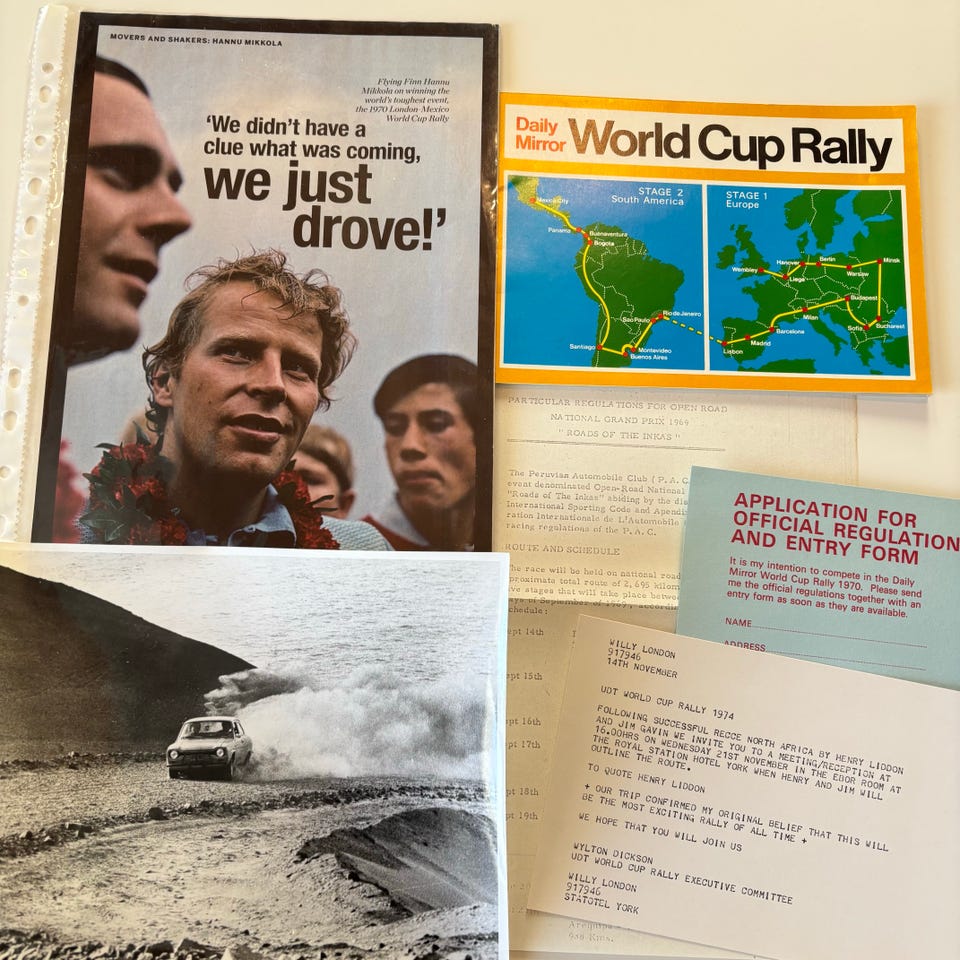 MOVERS AND SHAKERS: HANNU MIKKOLA
Flying Finn Hannu
Mikkola on winning the
world's toughest event,
the 1970 London-Mexico
World Cup Rally
‘We didn’t have a
clue what was coming,
we just
drove!’
Daily
Mirror
World Cup Rally
STAGE 2
South America
Mexico City
Panama
Buenaventura
Bogota
Rio de Janeiro
Sao Paulo
Santiago
Montevideo
Buenos Aires
STAGE 1
Europe
Hanover
Berlin
Minsk
Wembley
Liege
Warsaw
Budapest
Milan
Sofia
Bucharest
Barcelona
Madrid
Lisbon
PARTICULAR REGULATIONS FOR OPEN ROAD
NATIONAL GRAND PRIX 1969
" ROADS OF THE INKAS "
The Peruvian Automobile Club ( P. A. C.
event denominated Open-Road National
"Roads of The Inkas" abiding by the dis
International Sporting Code and Apendi
ration Internationale de L'Automobile
racing regulations of the P. A. C.
ROUTE AND SCHEDULE
The race will be held on national road
proximate total route of 2, 695 kilom
ve stages that will take place betwe
ays of September of 1969, accordi
chedule :
ept 14th
ept 15th
ept 16th
ept 17th
ept 18th
ept 19th
Arequipa
988 Kms.
APPLICATION FOR
OFFICIAL REGULATION
AND ENTRY FORM
It is my intention to compete in the Daily
Mirror World Cup Rally 1970. Please send
me the official regulations together with an
entry form as soon as they are available.
NAME
ADDRESS
WILLY LONDON
917946
14TH NOVEMBER
UDT WORLD CUP RALLY 1974
FOLLOWING SUCCESSFUL RECCE NORTH AFRICA BY HENRY LIDDON
AND JIM GAVIN WE INVITE YOU TO A MEETING/RECEPTION AT
16.00HRS ON WEDNESDAY 21ST NOVEMBER IN THE EBOR ROOM AT
THE ROYAL STATION HOTEL YORK WHEN HENRY AND JIM WILL
OUTLINE THE ROUTE.
TO QUOTE HENRY LIDDON
+ OUR TRIP CONFIRMED MY ORIGINAL BELIEF THAT THIS WILL
BE THE MOST EXCITING RALLY OF ALL TIME +
WE HOPE THAT YOU WILL JOIN US
WYLTON DICKSON
UDT WORLD CUP RALLY EXECUTIVE COMMITTEE
WILLY LONDON
917946
STATOTEL YORK